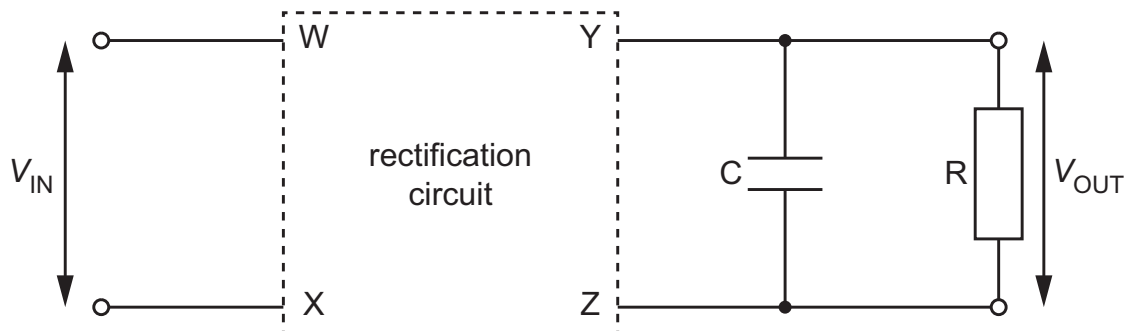 W
Y
V_IN
rectification
circuit
C
R
V_OUT
X
Z